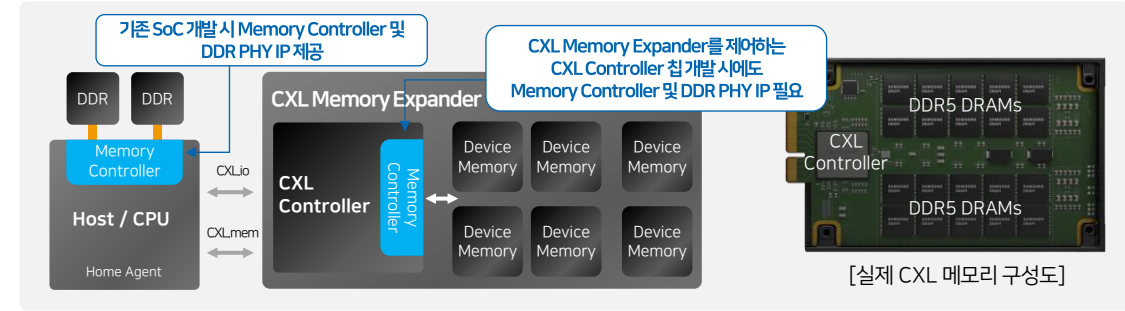 기존 SoC 개발 시 Memory Controller 및
DDR PHY IP 제공
CXL Memory Expander를 제어하는
CXL Controller 칩 개발 시에도
Memory Controller 및 DDR PHY IP 필요
DDR
DDR
Memory
Controller
Host / CPU
Home Agent
CXL.io
CXL.mem
CXL Memory Expander
CXL
Controller
Memory
Controller
Device
Memory
Device
Memory
Device
Memory
Device
Memory
Device
Memory
Device
Memory
DDR5 DRAMs
CXL
Controller
DDR5 DRAMs
[실제 CXL 메모리 구성도]